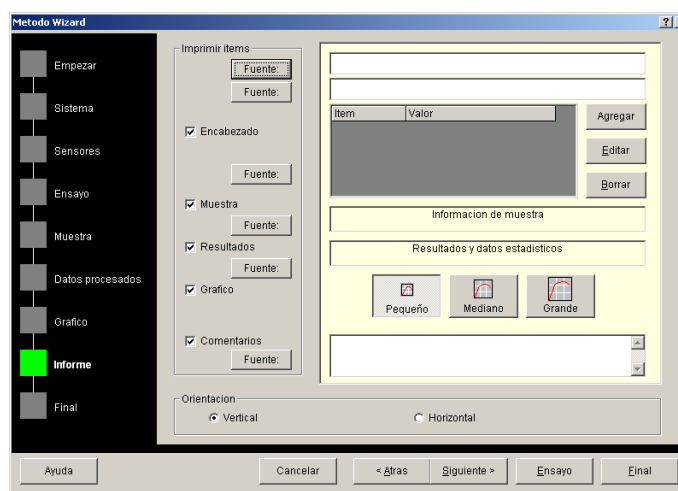 Metodo Wizard
?
Empezar
Sistema
Sensores
Ensayo
Muestra
Datos procesados
Grafico
Informe
Final
Imprimir items
Fuente:
Fuente:
Encabezado
Fuente:
Muestra
Fuente:
Resultados
Fuente:
Grafico
Comentarios
Fuente:
Item Valor
Agregar
Editar
Borrar
Informacion de muestra
Resultados y datos estadisticos
Pequeño Mediano Grande
Orientacion
Vertical Horizontal
Ayuda Cancelar < Atras Siguiente > Ensayo Final